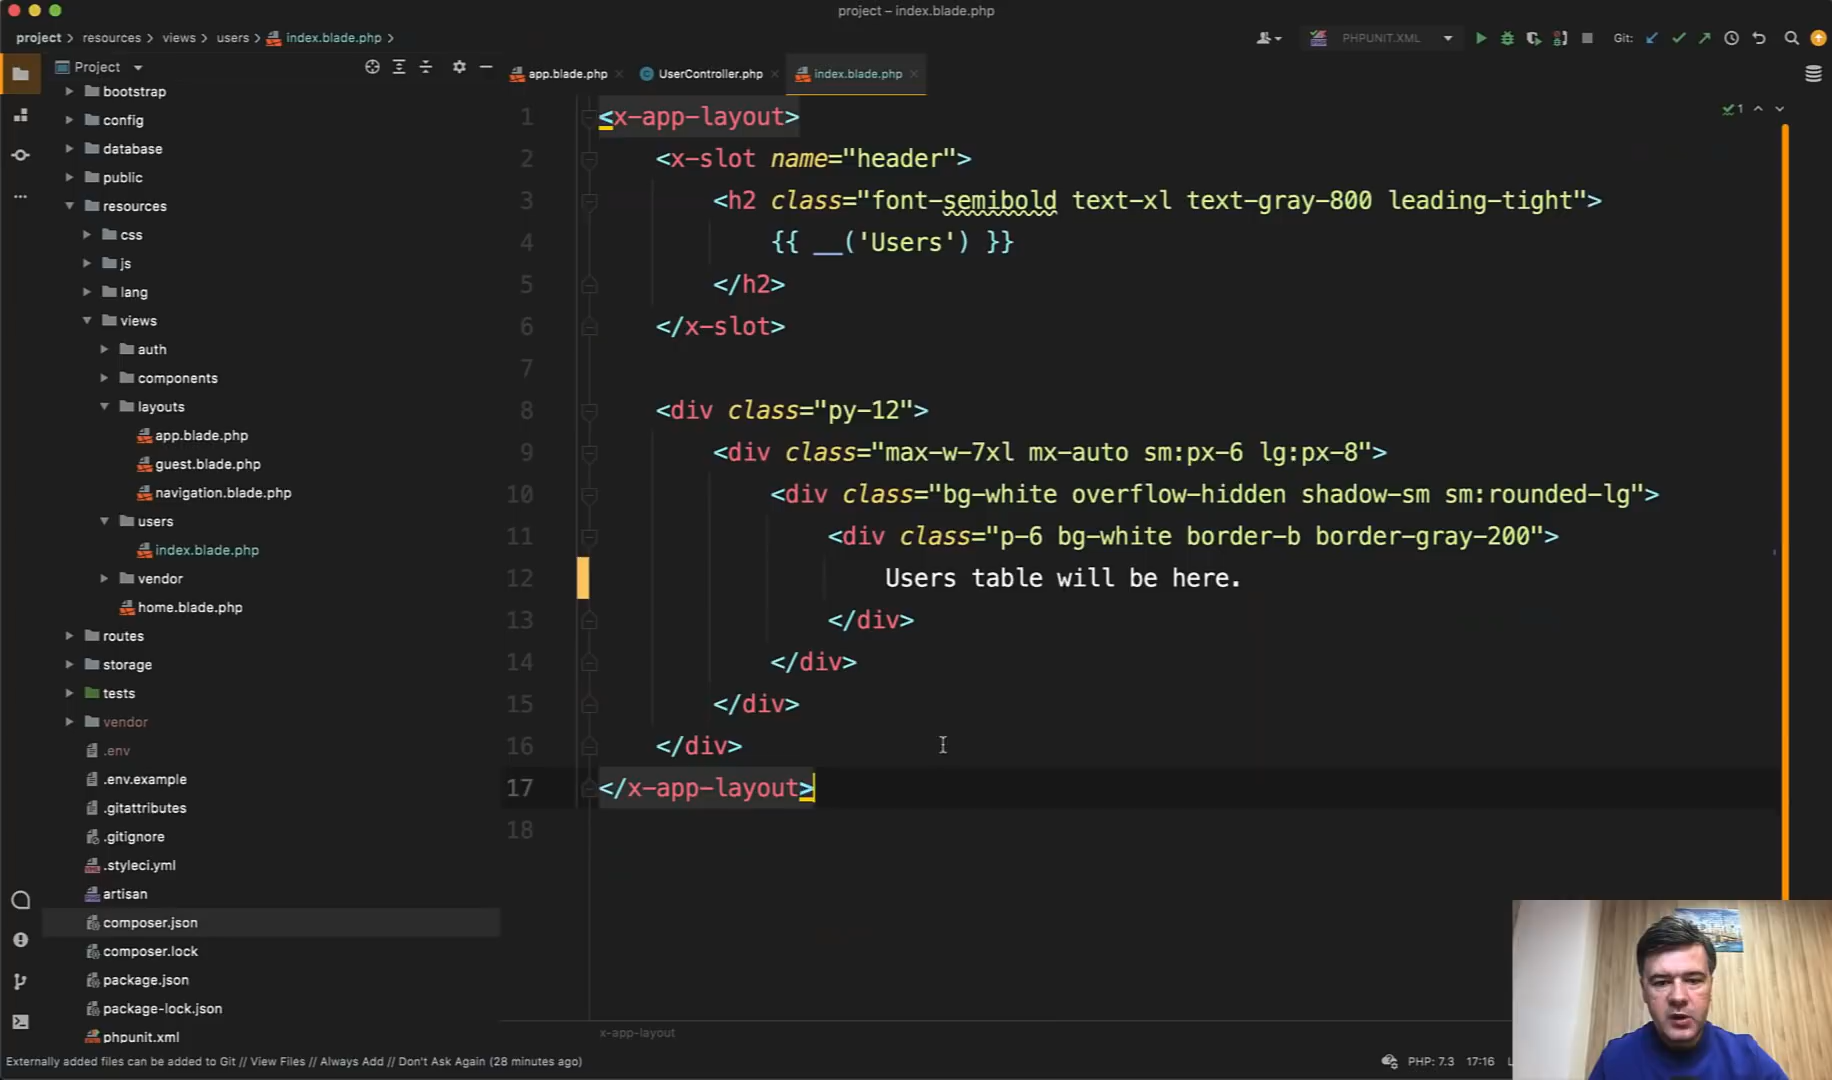 project – index.blade.php
project
resources
views
users
index.blade.php
PHPUNIT.XML
Git:
Project
app.blade.php
UserController.php
index.blade.php
bootstrap
config
database
public
resources
css
js
lang
views
auth
components
layouts
app.blade.php
guest.blade.php
navigation.blade.php
users
index.blade.php
vendor
home.blade.php
routes
storage
tests
vendor
.env
.env.example
.gitattributes
.gitignore
.styleci.yml
artisan
composer.json
composer.lock
package.json
package-lock.json
phpunit.xml
1
1 <x-app-layout>
2 <x-slot name="header">
3 <h2 class="font-semibold text-xl text-gray-800 leading-tight">
4 {{ __('Users') }}
5 </h2>
6 </x-slot>
7
8 <div class="py-12">
9 <div class="max-w-7xl mx-auto sm:px-6 lg:px-8">
10 <div class="bg-white overflow-hidden shadow-sm sm:rounded-lg">
11 <div class="p-6 bg-white border-b border-gray-200">
12 Users table will be here.
13 </div>
14 </div>
15 </div>
16 </div>
17 </x-app-layout>
18
x-app-layout
Externally added files can be added to Git // View Files // Always Add // Don't Ask Again (28 minutes ago)
PHP: 7.3
17:16